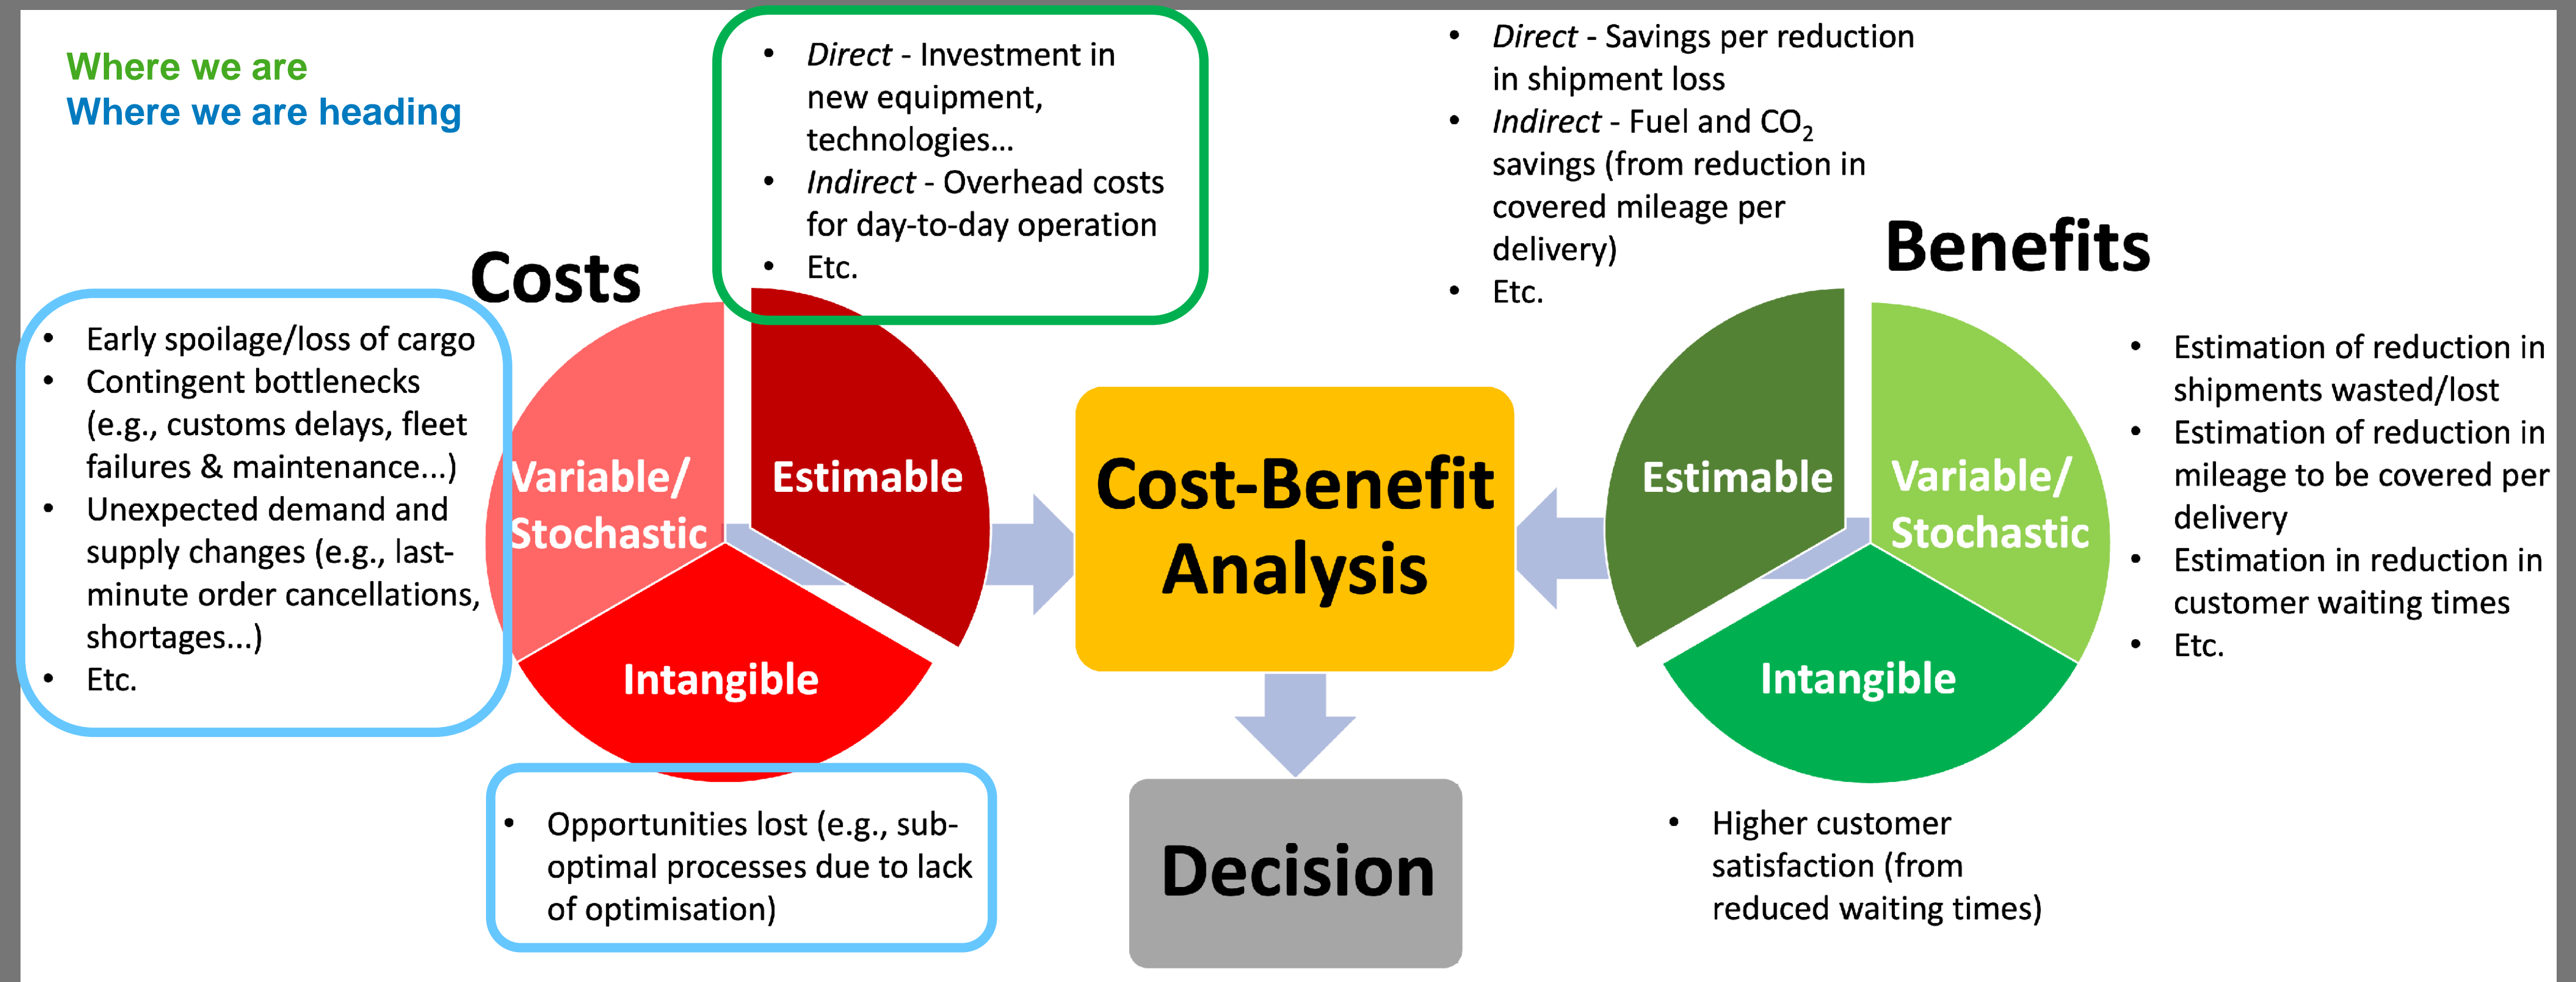 Where we are
Where we are heading
• Direct - Investment in
new equipment,
technologies...
• Indirect - Overhead costs
for day-to-day operation
• Etc.
Costs
• Early spoilage/loss of cargo
• Contingent bottlenecks
(e.g., customs delays, fleet
failures & maintenance...)
• Unexpected demand and
supply changes (e.g., last-
minute order cancellations,
shortages...)
• Etc.
Variable/
Stochastic
Estimable
Intangible
• Opportunities lost (e.g., sub-
optimal processes due to lack
of optimisation)
Cost-Benefit
Analysis
Decision
• Direct - Savings per reduction
in shipment loss
• Indirect - Fuel and CO₂
savings (from reduction in
covered mileage per
delivery)
• Etc.
Benefits
Estimable
Variable/
Stochastic
Intangible
• Estimation of reduction in
shipments wasted/lost
• Estimation of reduction in
mileage to be covered per
delivery
• Estimation in reduction in
customer waiting times
• Etc.
• Higher customer
satisfaction (from
reduced waiting times)